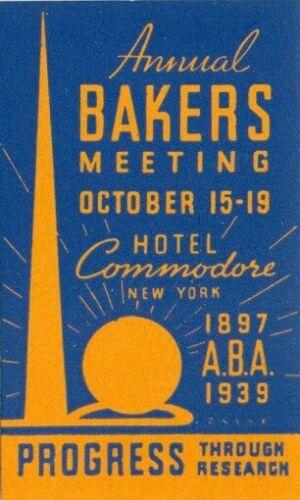 Annual
BAKERS
MEETING
OCTOBER 15-19
HOTEL
Commodore
NEW YORK
1897
A.B.A.
1939
PROGRESS THROUGH
RESEARCH